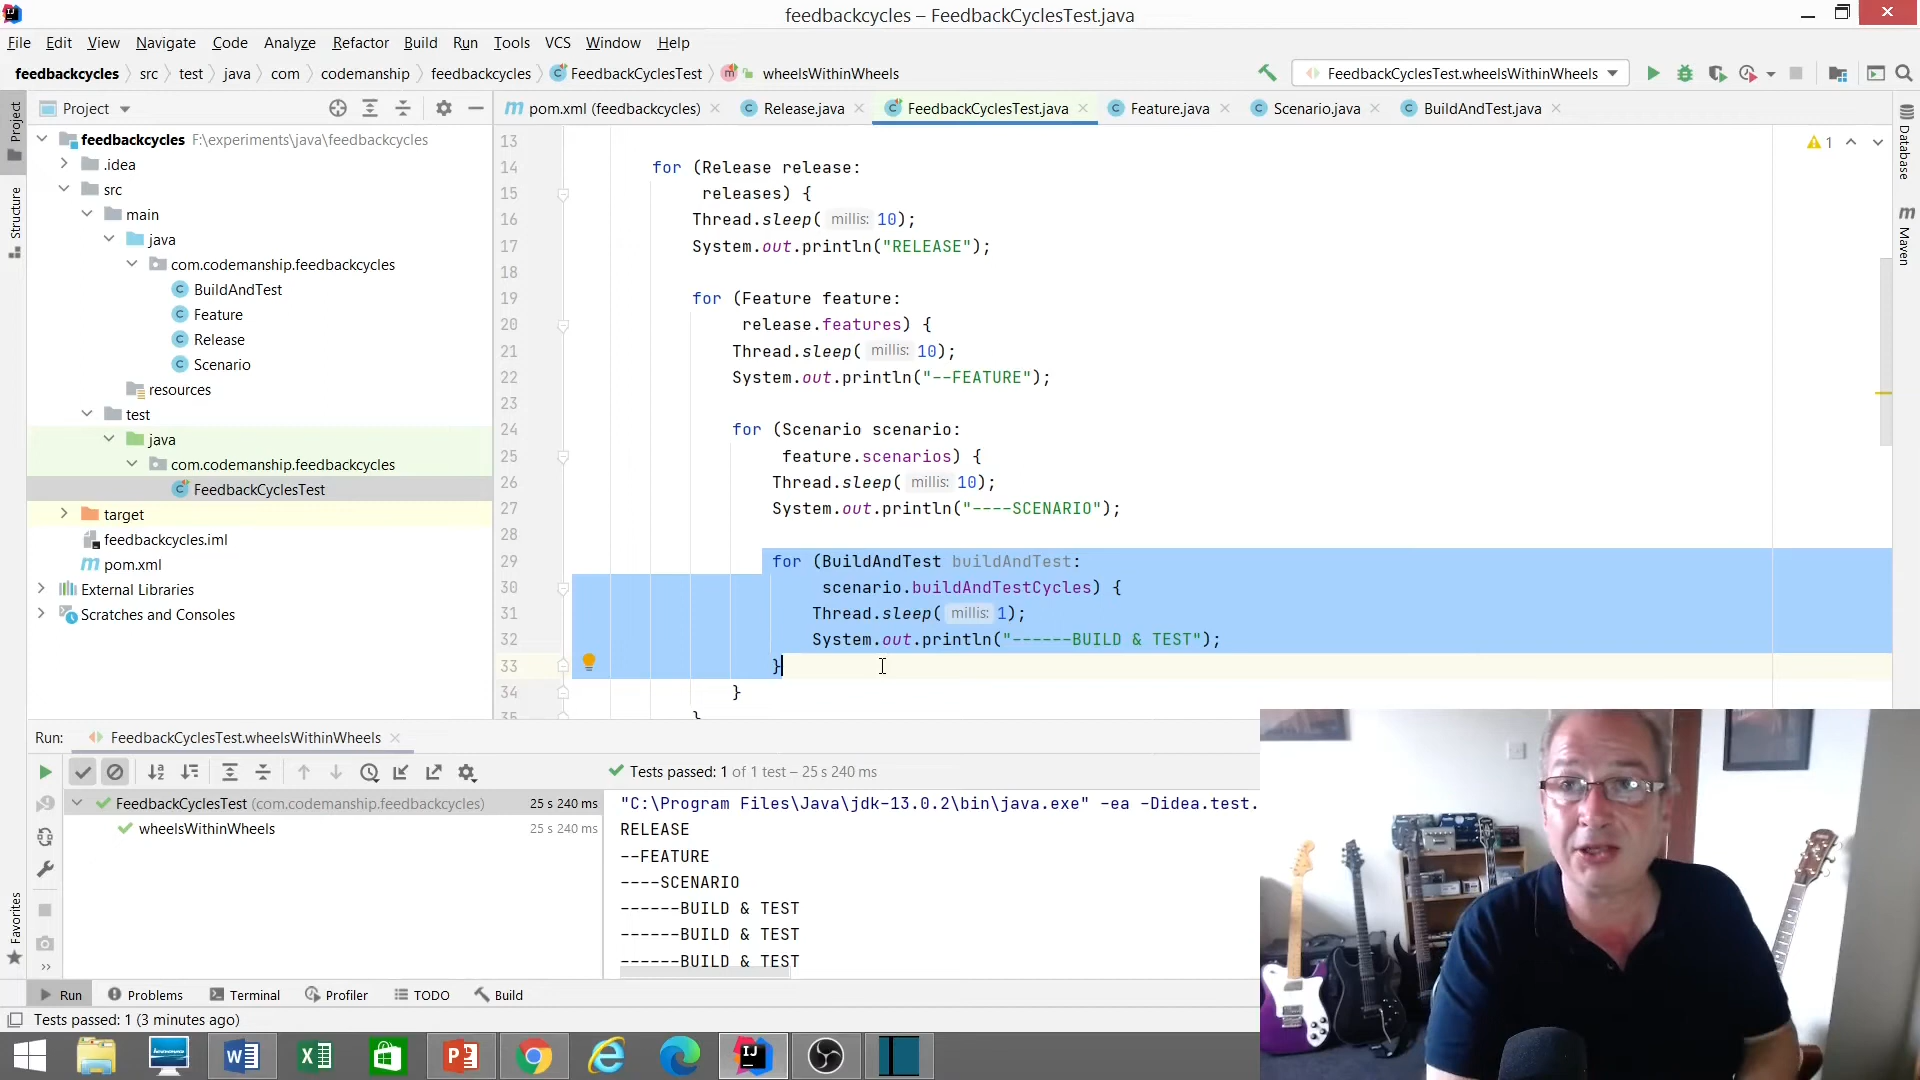 feedbackcycles – FeedbackCyclesTest.java
File Edit View Navigate Code Analyze Refactor Build Run Tools VCS Window Help
feedbackcycles src test java com codemanship feedbackcycles FeedbackCyclesTest wheelsWithinWheels FeedbackCyclesTest.wheelsWithinWheels
Project
Structure
Favorites
Database
Maven
Project
pom.xml (feedbackcycles) Release.java FeedbackCyclesTest.java Feature.java Scenario.java BuildAndTest.java
feedbackcycles F:\experiments\java\feedbackcycles
.idea
src
main
java
com.codemanship.feedbackcycles
BuildAndTest
Feature
Release
Scenario
resources
test
java
com.codemanship.feedbackcycles
FeedbackCyclesTest
target
feedbackcycles.iml
pom.xml
External Libraries
Scratches and Consoles
1
13
14 for (Release release:
15 releases) {
16 Thread.sleep( millis: 10);
17 System.out.println("RELEASE");
18
19 for (Feature feature:
20 release.features) {
21 Thread.sleep( millis: 10);
22 System.out.println("--FEATURE");
23
24 for (Scenario scenario:
25 feature.scenarios) {
26 Thread.sleep( millis: 10);
27 System.out.println("----SCENARIO");
28
29 for (BuildAndTest buildAndTest:
30 scenario.buildAndTestCycles) {
31 Thread.sleep( millis: 1);
32 System.out.println("------BUILD & TEST");
33 }
34 }
35 }
Run: FeedbackCyclesTest.wheelsWithinWheels
Tests passed: 1 of 1 test – 25 s 240 ms
FeedbackCyclesTest (com.codemanship.feedbackcycles) 25 s 240 ms
wheelsWithinWheels 25 s 240 ms
"C:\Program Files\Java\jdk-13.0.2\bin\java.exe" -ea -Didea.test.
RELEASE
--FEATURE
----SCENARIO
------BUILD & TEST
------BUILD & TEST
------BUILD & TEST
Run Problems Terminal Profiler TODO Build
Tests passed: 1 (3 minutes ago)